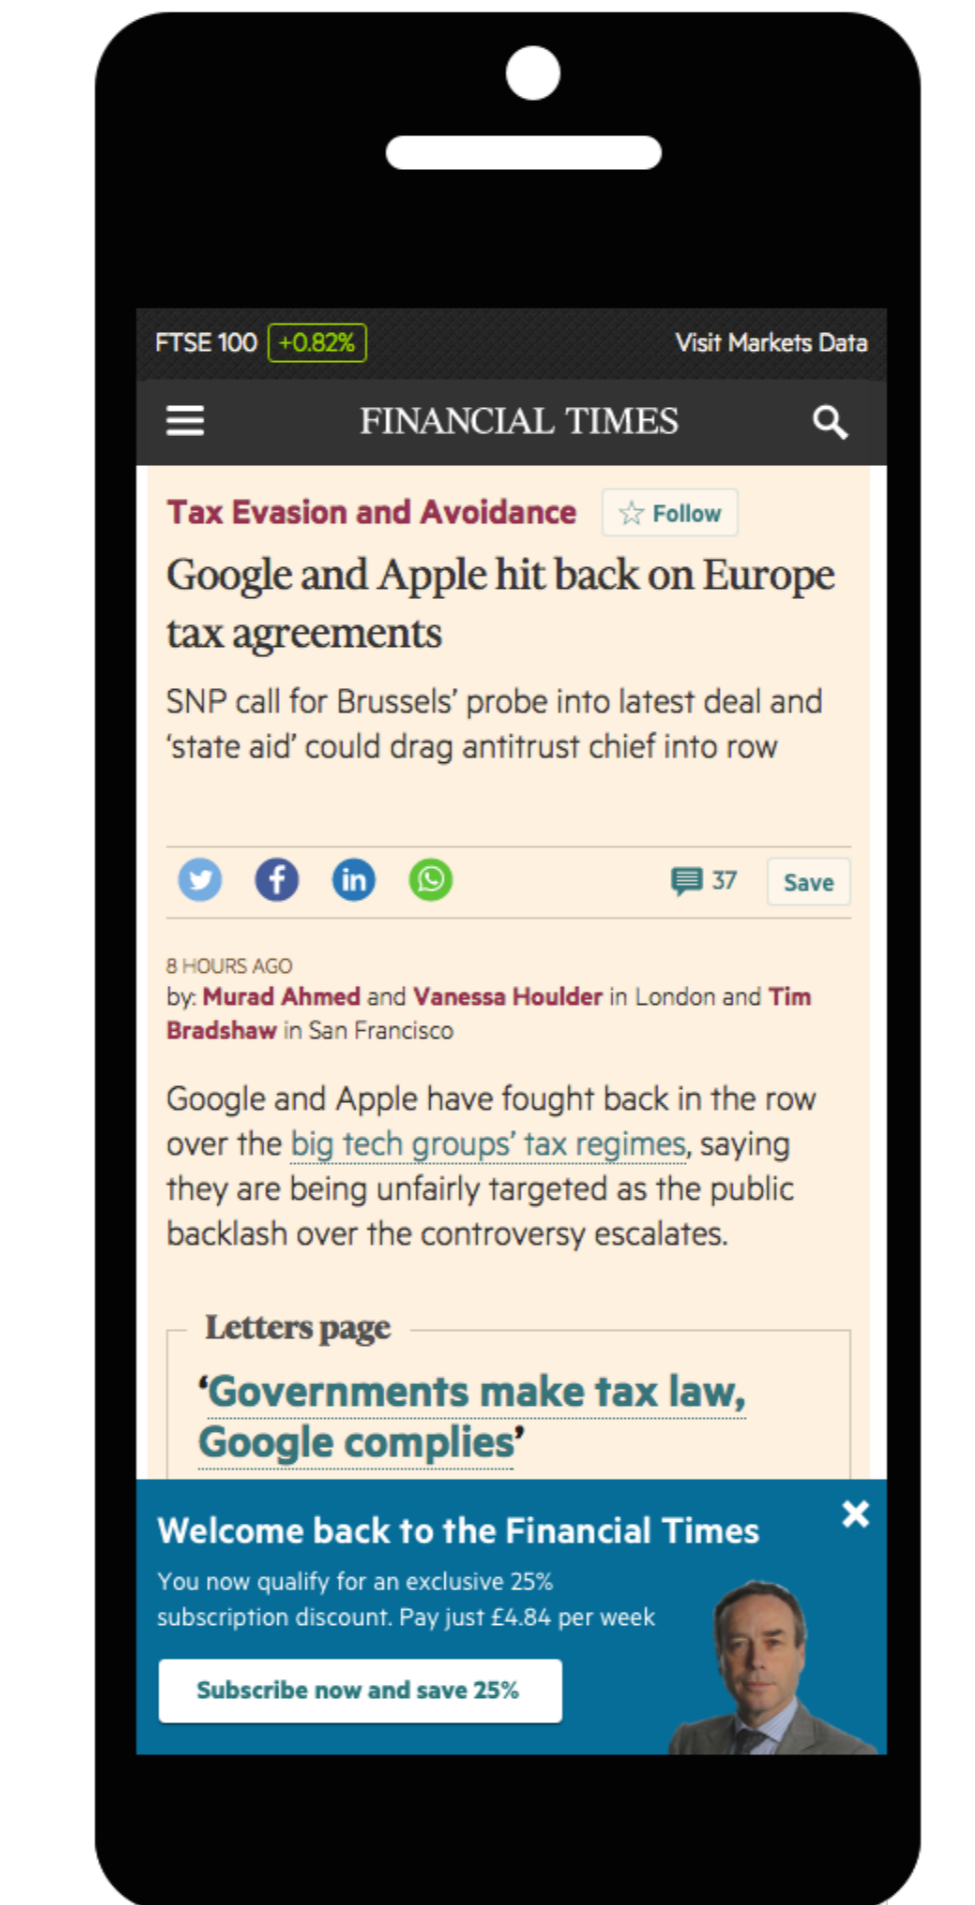 FTSE 100 +0.82% Visit Markets Data
FINANCIAL TIMES
Tax Evasion and Avoidance Follow
Google and Apple hit back on Europe
tax agreements
SNP call for Brussels’ probe into latest deal and
‘state aid’ could drag antitrust chief into row
37 Save
8 HOURS AGO
by: Murad Ahmed and Vanessa Houlder in London and Tim
Bradshaw in San Francisco
Google and Apple have fought back in the row
over the big tech groups’ tax regimes, saying
they are being unfairly targeted as the public
backlash over the controversy escalates.
Letters page
‘Governments make tax law,
Google complies’
Welcome back to the Financial Times
You now qualify for an exclusive 25%
subscription discount. Pay just £4.84 per week
Subscribe now and save 25%